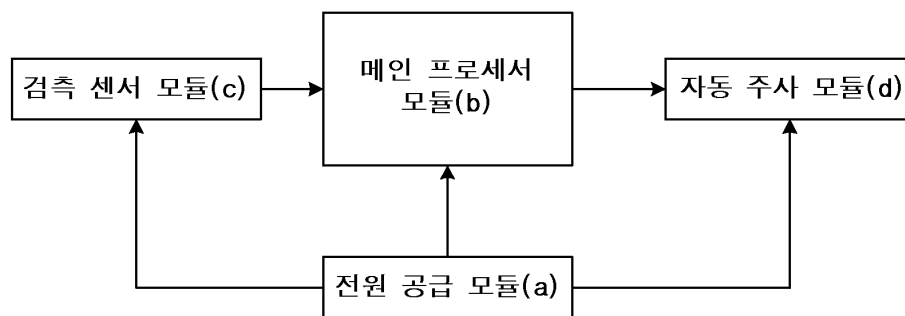 검측 센서 모듈(c)
메인 프로세서
모듈(b)
자동 주사 모듈(d)
전원 공급 모듈(a)